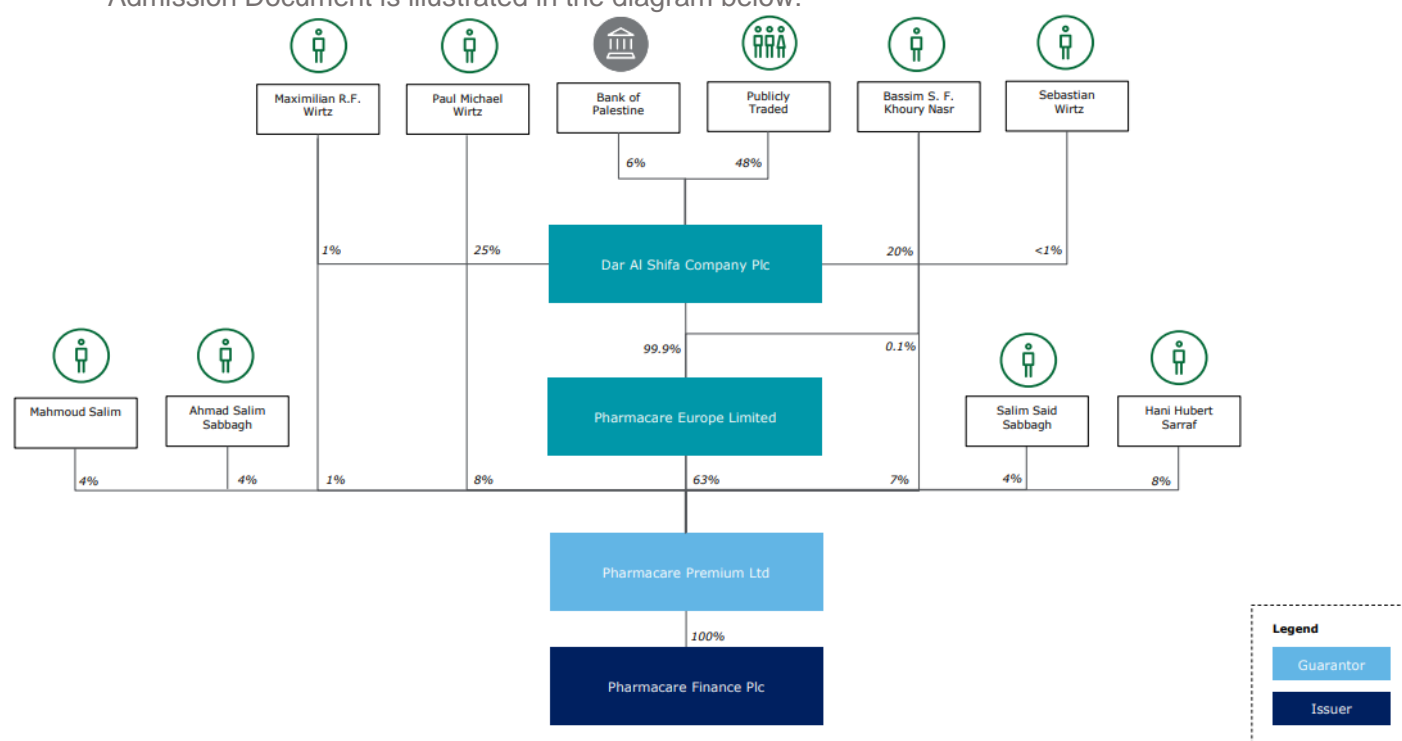 Admission Document is illustrated in the diagram below:
Maximilian R.F.
Wirtz
Paul Michael
Wirtz
Bank of
Palestine
Publicly
Traded
Bassim S. F.
Khoury Nasr
Sebastian
Wirtz
6%
48%
1%
25%
Dar Al Shifa Company Plc
20%
<1%
99.9%
0.1%
Mahmoud Salim
Ahmad Salim
Sabbagh
Pharmacare Europe Limited
Salim Said
Sabbagh
Hani Hubert
Sarraf
4%
4%
1%
8%
63%
7%
4%
8%
Pharmacare Premium Ltd
100%
Pharmacare Finance Plc
Legend
Guarantor
Issuer